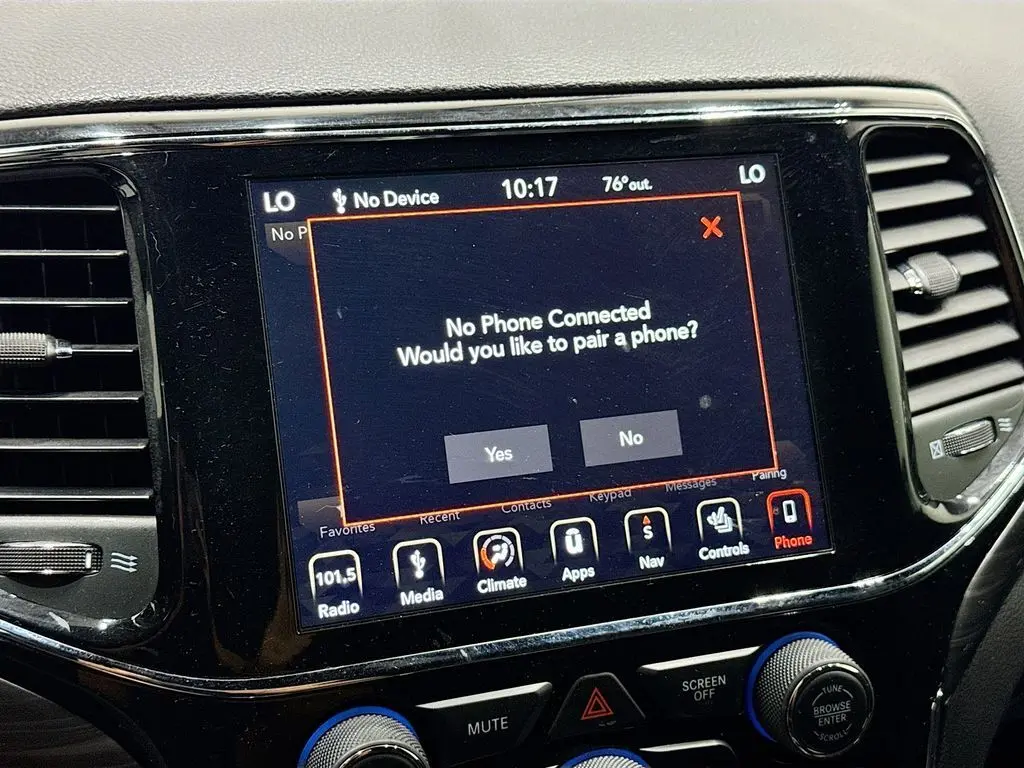 LO No Device 10:17 76° out. LO
No P
No Phone Connected
Would you like to pair a phone?
Yes No
Favorites Recent Contacts Keypad Messages Pairing
101.5 S
Radio Media Climate Apps Nav Controls Phone
MUTE
SCREEN
OFF
TUNE
BROWSE
ENTER
SCROLL